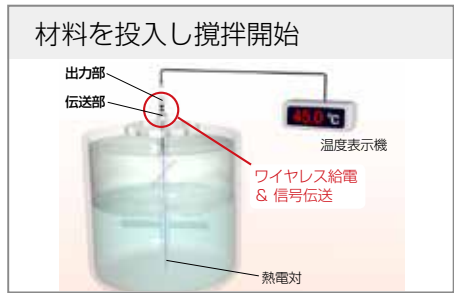 材料を投入し撹拌開始
出力部
伝送部
45.0 ℃
温度表示機
ワイヤレス給電
& 信号伝送
熱電対